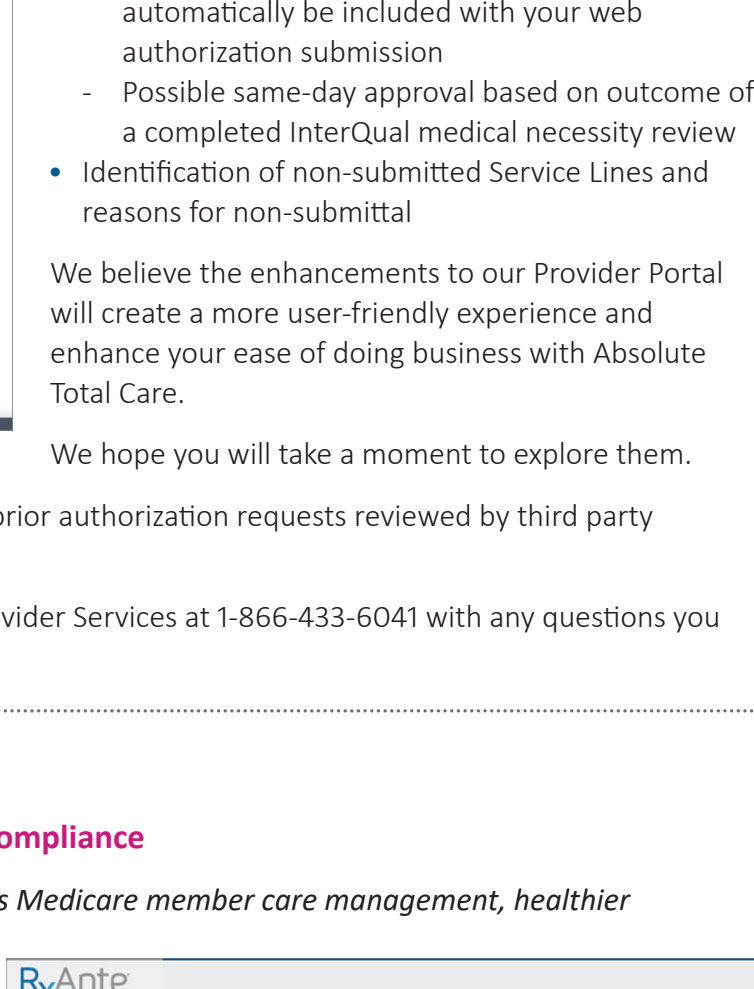 automatically be included with your web
authorization submission
- Possible same-day approval based on outcome of
a completed InterQual medical necessity review
• Identification of non-submitted Service Lines and
reasons for non-submittal
We believe the enhancements to our Provider Portal
will create a more user-friendly experience and
enhance your ease of doing business with Absolute
Total Care.
We hope you will take a moment to explore them.
prior authorization requests reviewed by third party
vider Services at 1-866-433-6041 with any questions you
ompliance
s Medicare member care management, healthier
RxAnte